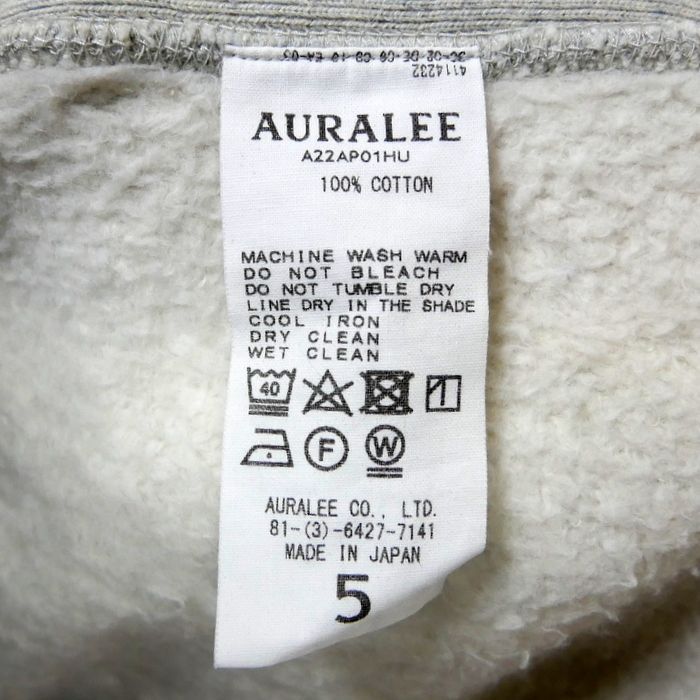 4114232
AURALEE
A22AP01HU
100% COTTON
MACHINE WASH WARM
DO NOT BLEACH
DO NOT TUMBLE DRY
LINE DRY IN THE SHADE
COOL IRON
DRY CLEAN
WET CLEAN
40
F
W
AURALEE CO., LTD.
81-(3)-6427-7141
MADE IN JAPAN
5